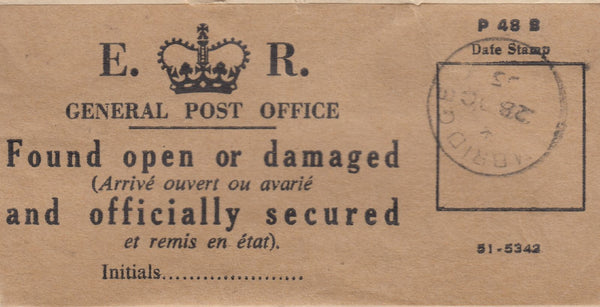 E. R.
GENERAL POST OFFICE
Found open or damaged
(Arrivé ouvert ou avarié
and officially secured
et remis en état).
Initials.....................
P 48 B
Date Stamp
28
51-5342